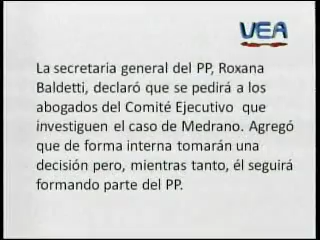 VEA
La secretaria general del PP, Roxana
Baldetti, declaró que se pedirá a los
abogados del Comité Ejecutivo que
investiguen el caso de Medrano. Agregó
que de forma interna tomarán una
decisión pero, mientras tanto, él seguirá
formando parte del PP.